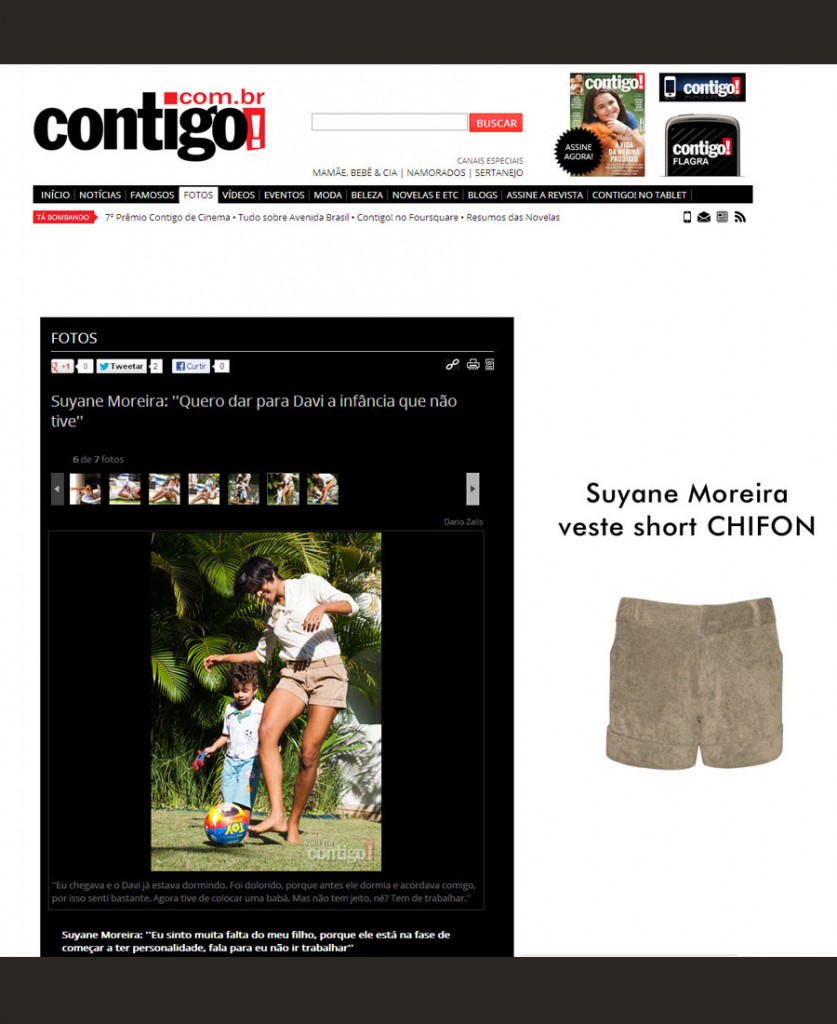 contigo!
.com.br
BUSCAR
CANAIS ESPECIAIS
MAMÃE, BEBÊ & CIA | NAMORADOS | SERTANEJO
contigo!
A VIDA
DA MENINA
PRODÍGIO
ASSINE
AGORA!
contigo!
contigo!
FLAGRA
INÍCIO NOTÍCIAS FAMOSOS FOTOS VÍDEOS EVENTOS MODA BELEZA NOVELAS E ETC BLOGS ASSINE A REVISTA CONTIGO! NO TABLET
TÁ BOMBANDO 7º Prêmio Contigo de Cinema • Tudo sobre Avenida Brasil • Contigo! no Foursquare • Resumos das Novelas
FOTOS
+1 0 Tweetar 2 Curtir 0
Suyane Moreira: "Quero dar para Davi a infância que não
tive"
6 de 7 fotos
Dario Zalis
TOY
contigo!
"Eu chegava e o Davi já estava dormindo. Foi dolorido, porque antes ele dormia e acordava comigo,
por isso senti bastante. Agora tive de colocar uma babá. Mas não tem jeito, né? Tem de trabalhar."
Suyane Moreira: "Eu sinto muita falta do meu filho, porque ele está na fase de
começar a ter personalidade, fala para eu não ir trabalhar"
Suyane Moreira
veste short CHIFON